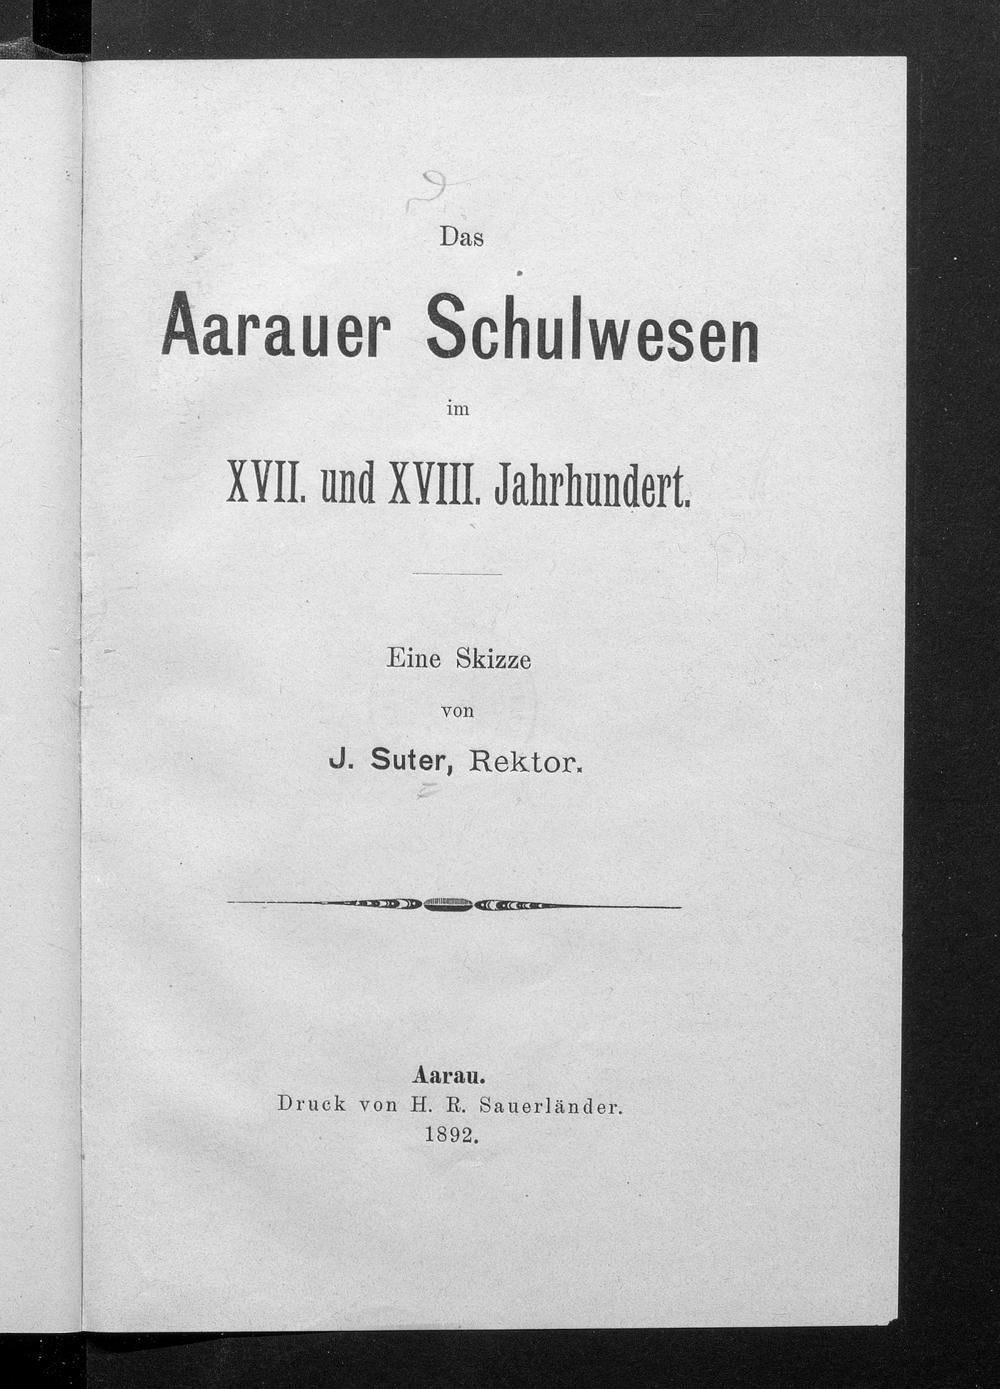 Das
Aarauer Schulwesen
im
XVII. und XVIII. Jahrhundert.
Eine Skizze
von
J. Suter, Rektor.
Aarau.
Druck von H. R. Sauerländer.
1892.